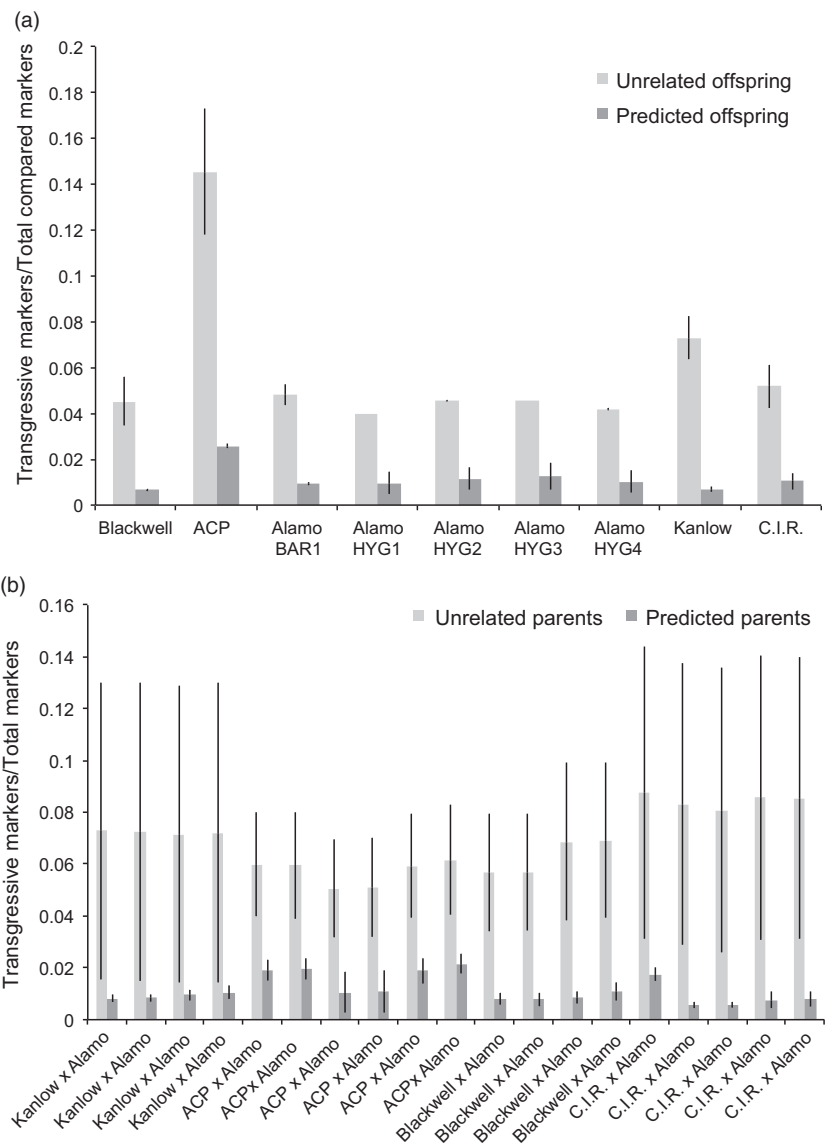 (a)
Transgressive markers/Total compared markers
0.2
0.18
0.16
0.14
0.12
0.1
0.08
0.06
0.04
0.02
0
Unrelated offspring
Predicted offspring
Blackwell
ACP
Alamo
BAR1
Alamo
HYG1
Alamo
HYG2
Alamo
HYG3
Alamo
HYG4
Kanlow
C.I.R.
(b)
Transgressive markers/Total markers
0.16
0.14
0.12
0.1
0.08
0.06
0.04
0.02
0
Unrelated parents
Predicted parents
Kanlow x Alamo
Kanlow x Alamo
Kanlow x Alamo
Kanlow x Alamo
ACP x Alamo
ACPx Alamo
ACP x Alamo
ACP x Alamo
ACP x Alamo
ACPx Alamo
Blackwell x Alamo
Blackwell x Alamo
Blackwell x Alamo
Blackwell x Alamo
C.I.R. x Alamo
C.I.R. x Alamo
C.I.R. x Alamo
C.I.R. x Alamo
C.I.R. x Alamo